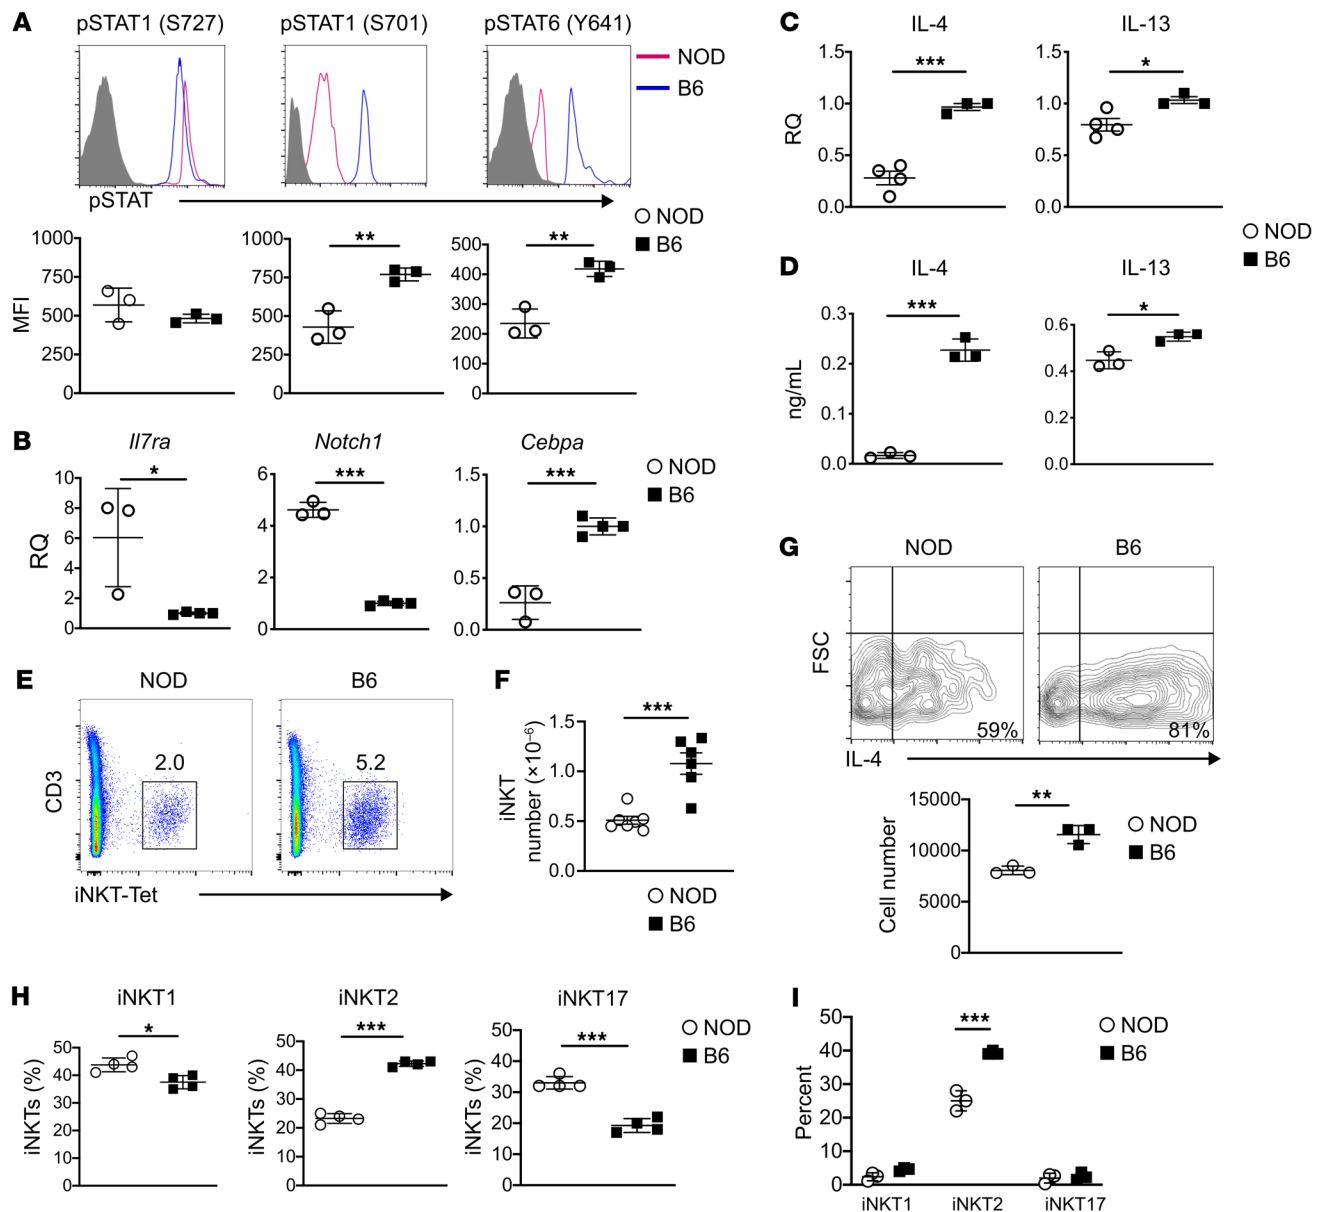 A
pSTAT1 (S727)
pSTAT1 (S701)
pSTAT6 (Y641)
NOD
B6
pSTAT
NOD
B6
MFI
1000
750
500
250
0
1000
750
500
250
0
**
500
400
300
200
100
0
**
B
Il7ra
Notch1
Cebpa
NOD
B6
RQ
10
8
6
4
2
0
*
6
4
2
0
***
1.5
1.0
0.5
0.0
***
C
IL-4
IL-13
RQ
1.5
1.0
0.5
0.0
***
1.5
1.0
0.5
0.0
*
NOD
B6
D
IL-4
IL-13
ng/mL
0.3
0.2
0.1
0.0
***
0.6
0.4
0.2
0.0
*
E
NOD
B6
CD3
2.0
5.2
iNKT-Tet
F
iNKT
number (×10⁻⁶)
1.5
1.0
0.5
0.0
***
NOD
B6
G
NOD
B6
FSC
59%
81%
IL-4
Cell number
15000
10000
5000
0
**
NOD
B6
H
iNKT1
iNKT2
iNKT17
iNKTs (%)
50
40
30
20
10
0
*
iNKTs (%)
50
40
30
20
10
0
***
iNKTs (%)
50
40
30
20
10
0
***
NOD
B6
I
Percent
50
40
30
20
10
0
***
iNKT1
iNKT2
iNKT17
NOD
B6